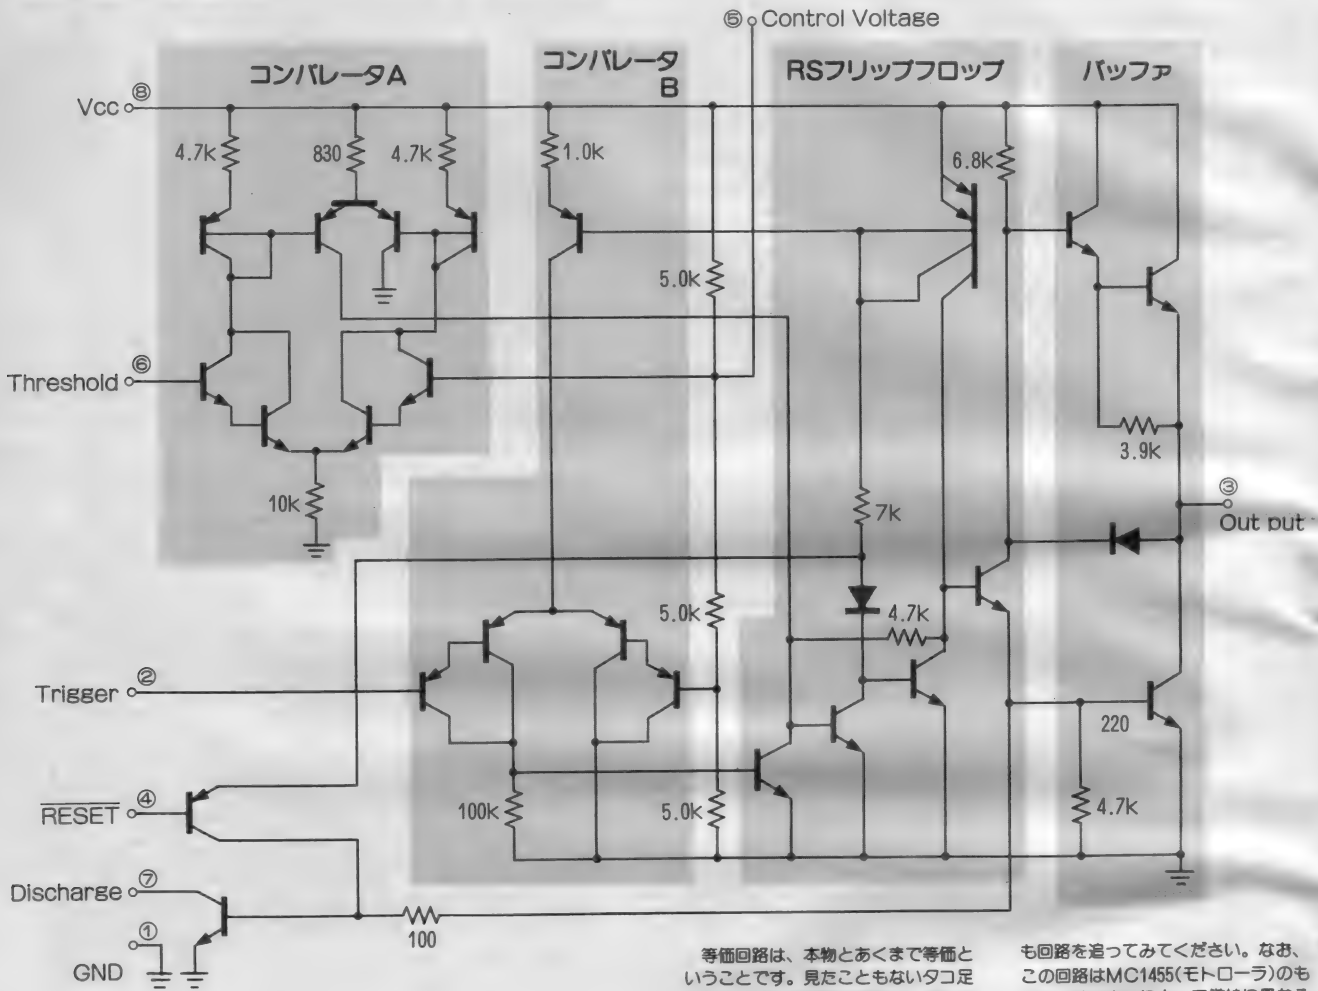 ⑤ Control Voltage
コンパレータA
コンパレータ
B
RSフリップフロップ
バッファ
Vcc ⑧
4.7k
830
4.7k
1.0k
6.8k
5.0k
Threshold ⑥
3.9k
10k
7k
③
Out put
5.0k
4.7k
Trigger ②
220
RESET ④
100k
5.0k
4.7k
Discharge ⑦
①
GND
100
等価回路は、本物とあくまで等価と
いうことです。見たこともないタコ足
も回路を追ってみてください。なお、
この回路はMC1455(モトローラ)のも